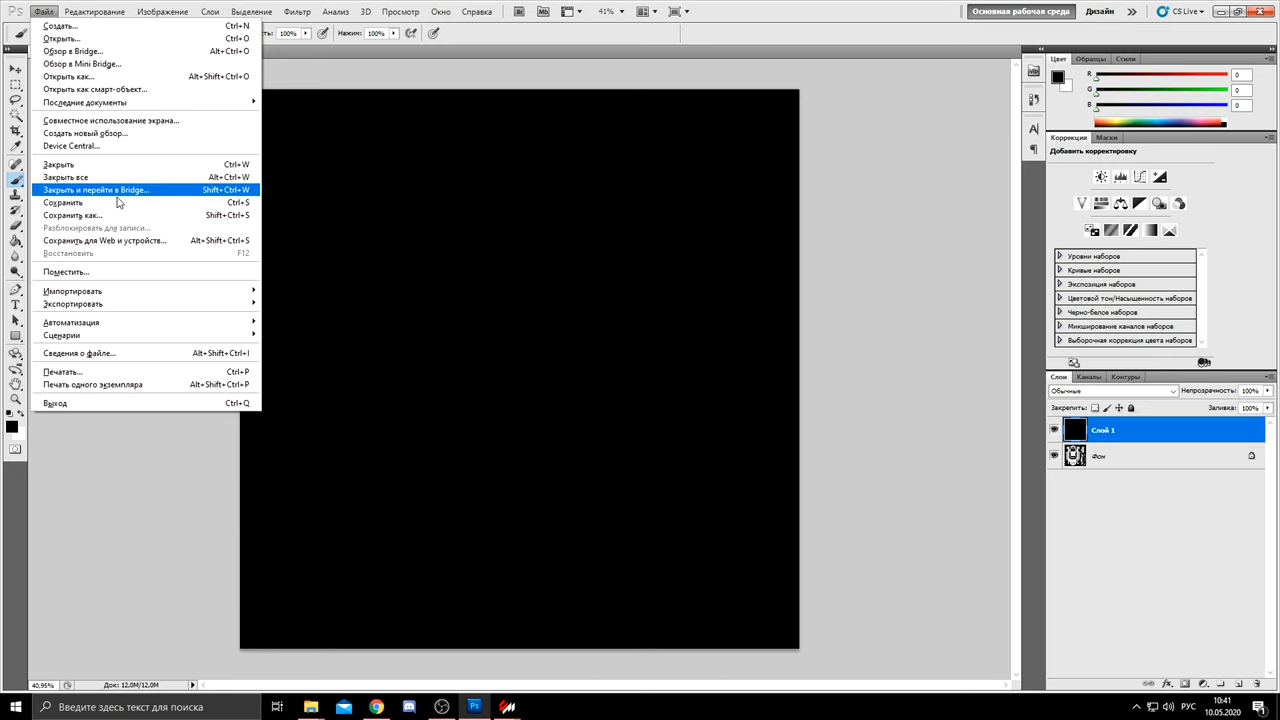 Ps Файл Редактирование Изображение Слои Выделение Фильтр Анализ 3D Просмотр Окно Справка Br Mb 41% Основная рабочая среда Дизайн CS Live
100% Нажим: 100%
Создать... Ctrl+N
Открыть... Ctrl+O
Обзор в Bridge... Alt+Ctrl+O
Обзор в Mini Bridge...
Открыть как... Alt+Shift+Ctrl+O
Открыть как смарт-объект...
Последние документы
Совместное использование экрана...
Создать новый обзор...
Device Central...
Закрыть Ctrl+W
Закрыть все Alt+Ctrl+W
Закрыть и перейти в Bridge... Shift+Ctrl+W
Сохранить Ctrl+S
Сохранить как... Shift+Ctrl+S
Разблокировать для записи...
Сохранить для Web и устройств... Alt+Shift+Ctrl+S
Восстановить F12
Поместить...
Импортировать
Экспортировать
Автоматизация
Сценарии
Сведения о файле... Alt+Shift+Ctrl+I
Печатать... Ctrl+P
Печать одного экземпляра Alt+Shift+Ctrl+P
Выход Ctrl+Q
Цвет Образцы Стили
R 0
G 0
B 0
Коррекция Маски
Добавить корректировку
Уровни наборов
Кривые наборов
Экспозиция наборов
Цветовой тон/Насыщенность наборов
Черно-белое наборов
Микширование каналов наборов
Выборочная коррекция цвета наборов
Слои Каналы Контуры
Обычные Непрозрачность: 100%
Закрепить: Заливка: 100%
Слой 1
Фон
40,95% Док: 12,0M/12,0M
Введите здесь текст для поиска
Ps
РУС
10:41
10.05.2020
1